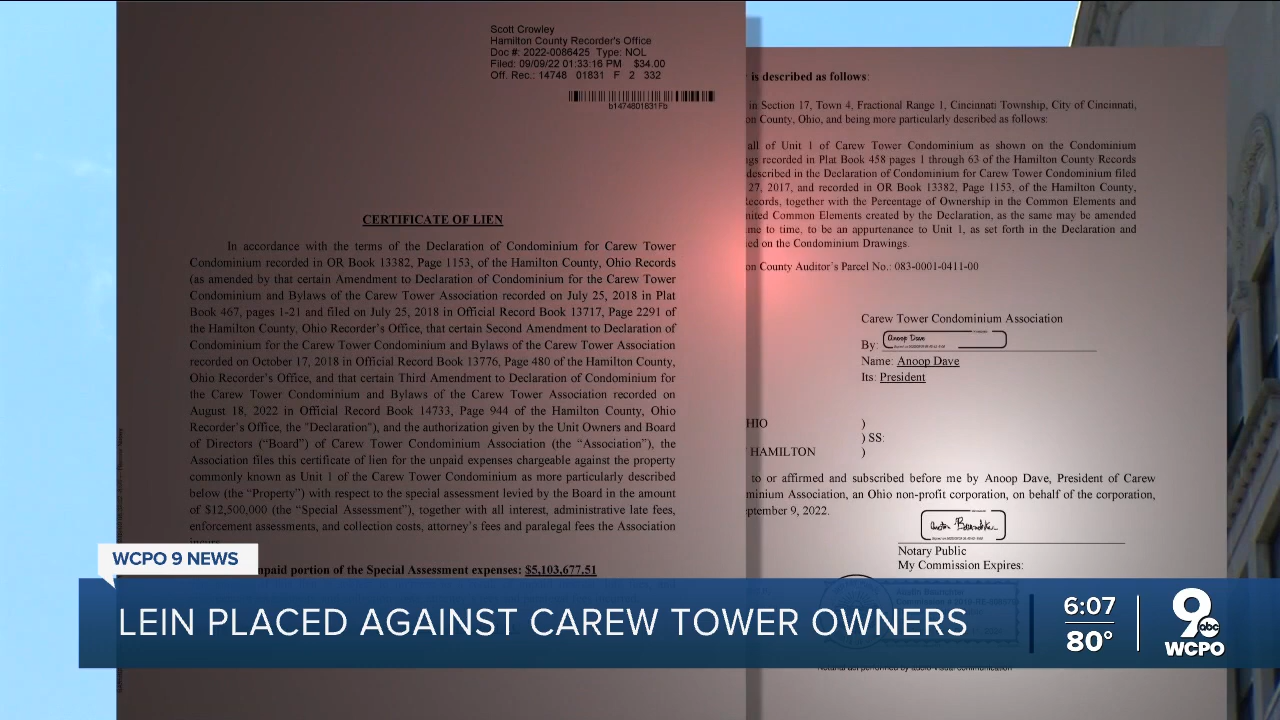 Scott Crowley
Hamilton County Recorder's Office
Doc #: 2022-0086425 Type: NOL
Filed: 09/09/22 01:33:16 PM $34.00
Off. Rec.: 14748 01831 F 2 332
b1474801831Fb
CERTIFICATE OF LIEN
In accordance with the terms of the Declaration of Condominium for Carew Tower
Condominium recorded in OR Book 13382, Page 1153, of the Hamilton County, Ohio Records
(as amended by that certain Amendment to Declaration of Condominium for the Carew Tower
Condominium and Bylaws of the Carew Tower Association recorded on July 25, 2018 in Plat
Book 467, pages 1-21 and filed on July 25, 2018 in Official Record Book 13717, Page 2291 of
the Hamilton County, Ohio Recorder's Office, that certain Second Amendment to Declaration of
Condominium for the Carew Tower Condominium and Bylaws of the Carew Tower Association
recorded on October 17, 2018 in Official Record Book 13776, Page 480 of the Hamilton County,
Ohio Recorder's Office, and that certain Third Amendment to Declaration of Condominium for
the Carew Tower Condominium and Bylaws of the Carew Tower Association recorded on
August 18, 2022 in Official Record Book 14733, Page 944 of the Hamilton County, Ohio
Recorder's Office, the "Declaration"), and the authorization given by the Unit Owners and Board
of Directors ("Board") of Carew Tower Condominium Association (the "Association"), the
Association files this certificate of lien for the unpaid expenses chargeable against the property
commonly known as Unit 1 of the Carew Tower Condominium as more particularly described
below (the "Property") with respect to the special assessment levied by the Board in the amount
of $12,500,000 (the "Special Assessment"), together with all interest, administrative late fees,
enforcement assessments, and collection costs, attorney's fees and paralegal fees the Association
paid portion of the Special Assessment expenses: $5,103,677.51
is described as follows:
in Section 17, Town 4, Fractional Range 1, Cincinnati Township, City of Cincinnati,
on County, Ohio, and being more particularly described as follows:
all of Unit 1 of Carew Tower Condominium as shown on the Condominium
gs recorded in Plat Book 458 pages 1 through 63 of the Hamilton County Records
described in the Declaration of Condominium for Carew Tower Condominium filed
27, 2017, and recorded in OR Book 13382, Page 1153, of the Hamilton County,
Records, together with the Percentage of Ownership in the Common Elements and
nited Common Elements created by the Declaration, as the same may be amended
me to time, to be an appurtenance to Unit 1, as set forth in the Declaration and
ed on the Condominium Drawings.
on County Auditor's Parcel No.: 083-0001-0411-00
Carew Tower Condominium Association
By: Anoop Dave
Name: Anoop Dave
Its: President
HIO )
) SS:
HAMILTON )
to or affirmed and subscribed before me by Anoop Dave, President of Carew
minium Association, an Ohio non-profit corporation, on behalf of the corporation,
ptember 9, 2022.
Notary Public
My Commission Expires:
WCPO 9 NEWS
LEIN PLACED AGAINST CAREW TOWER OWNERS
6:07
80°
9 abc
WCPO